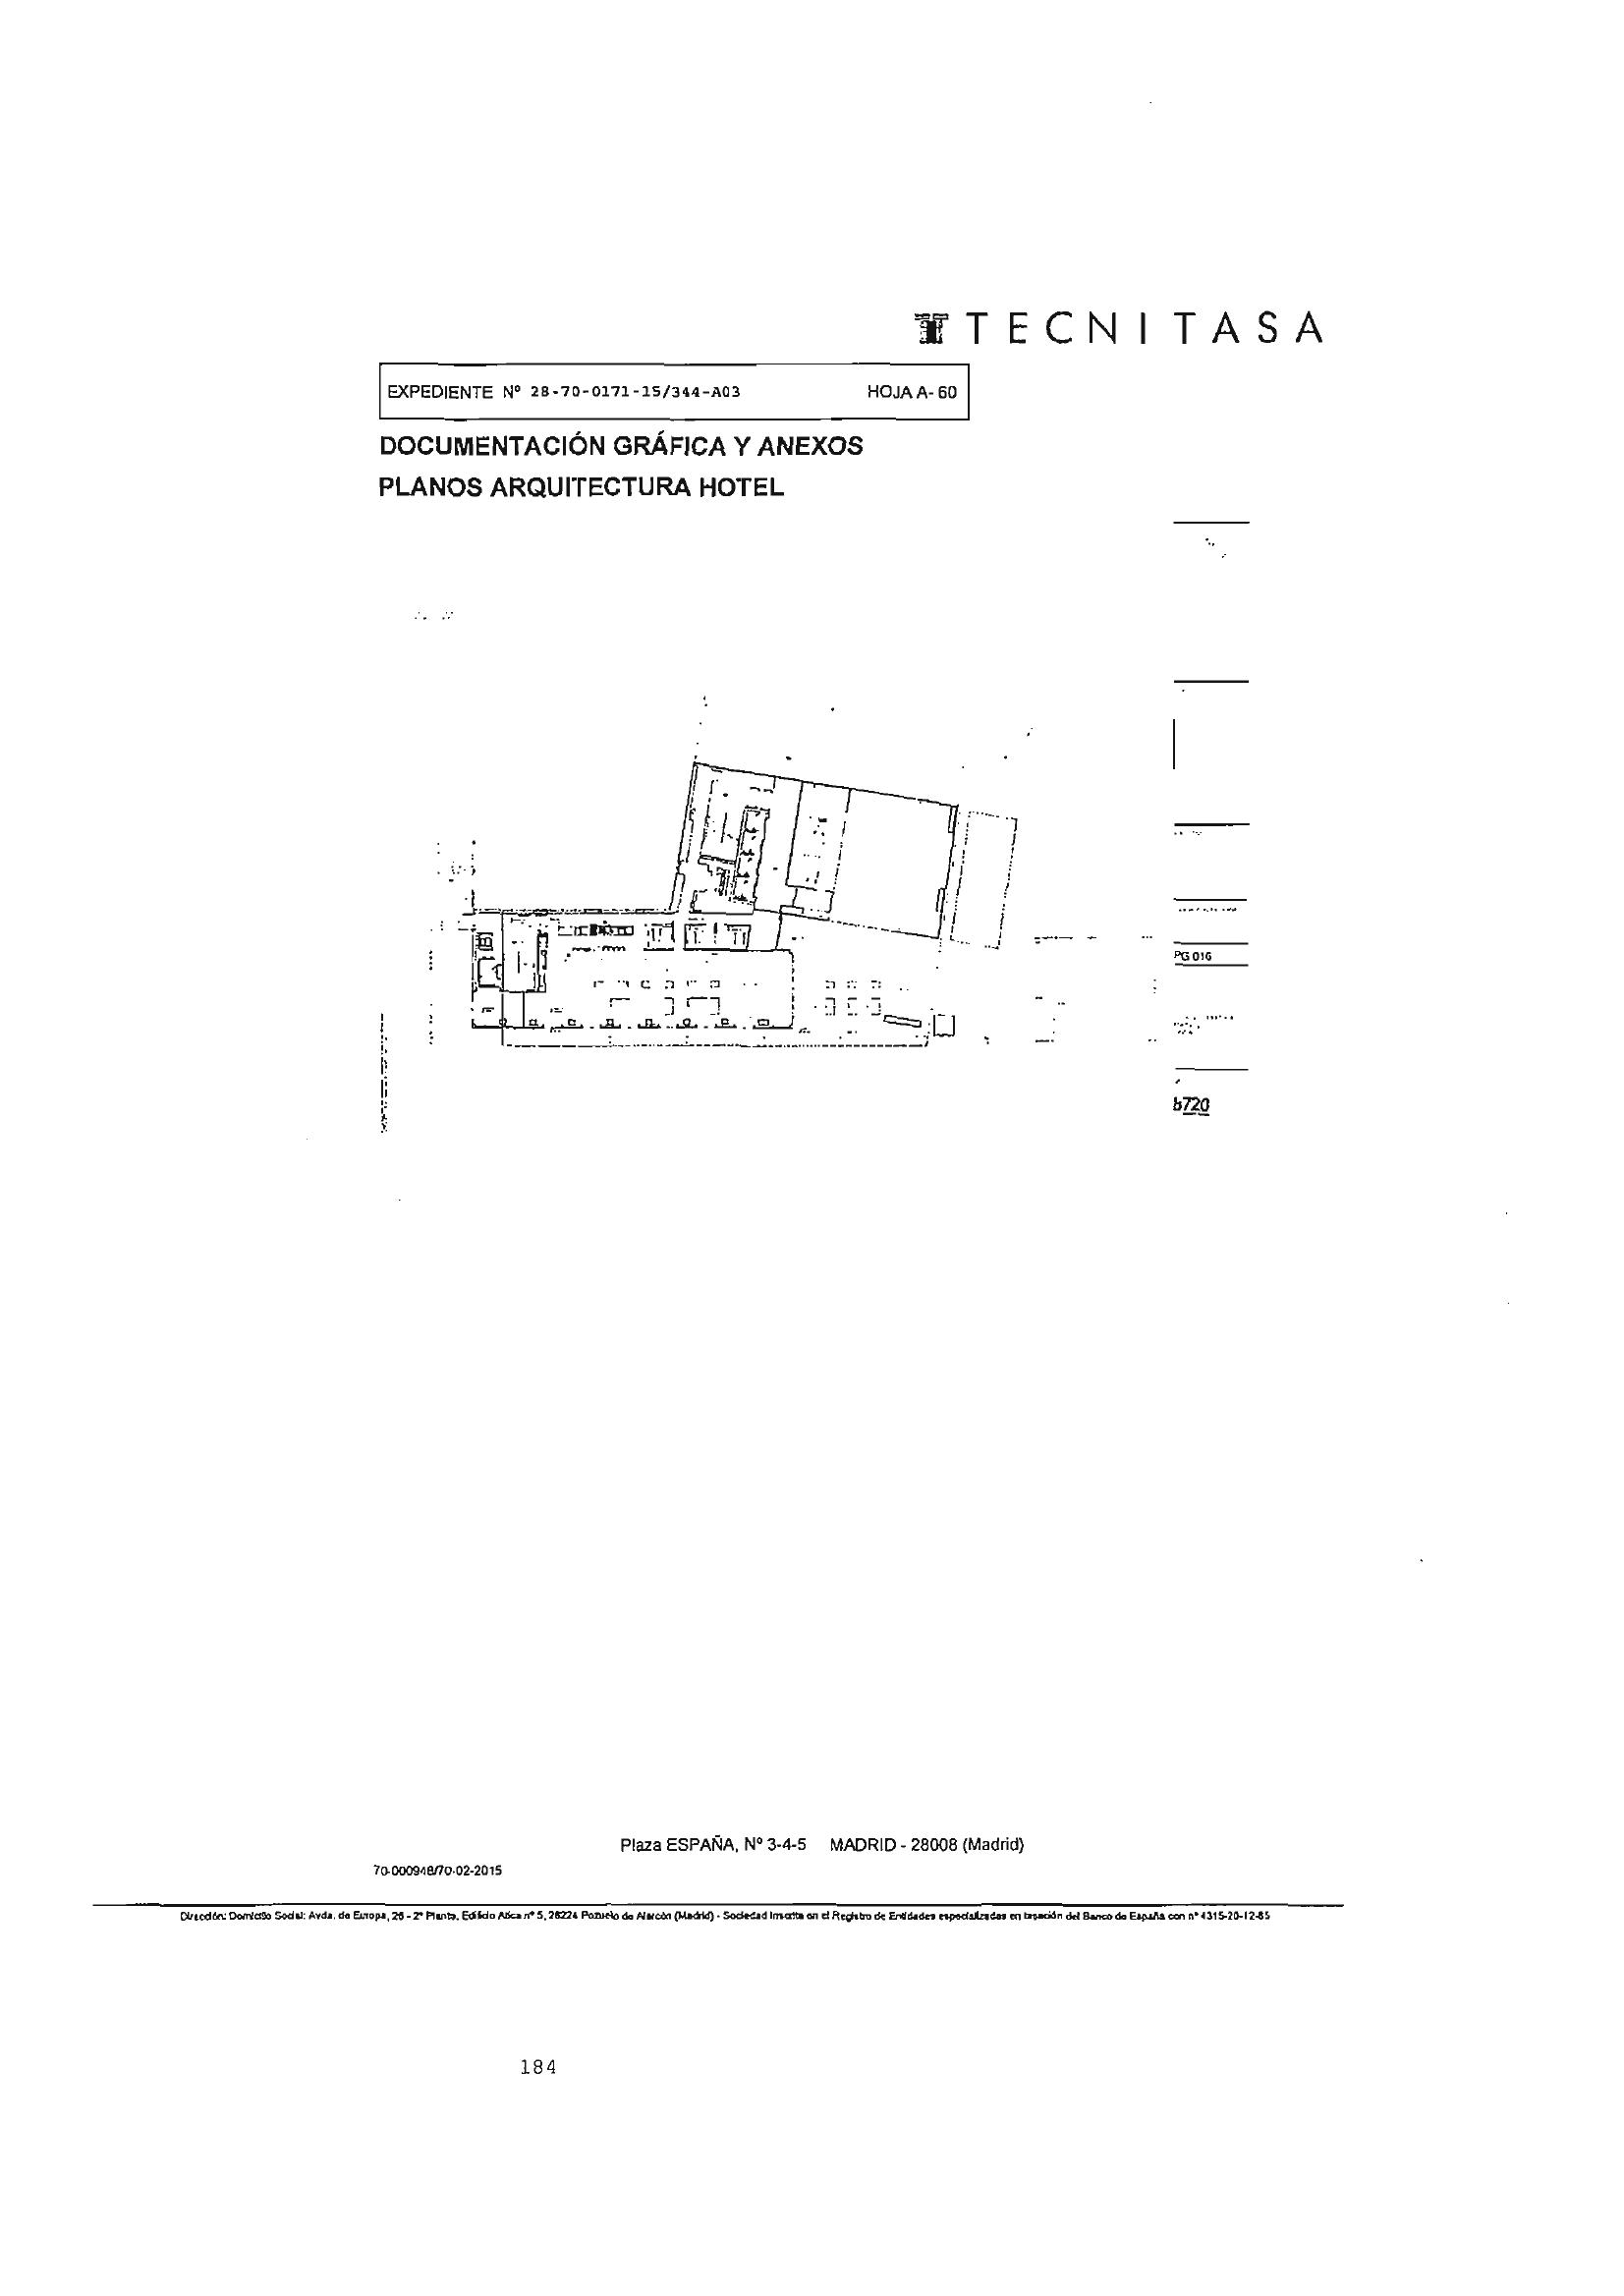 TECNITASA
EXPEDIENTE Nº 28-70-0171-15/344-A03 HOJA A- 60
DOCUMENTACIÓN GRÁFICA Y ANEXOS
PLANOS ARQUITECTURA HOTEL
PG 016
b720
Plaza ESPAÑA, Nº 3-4-5 MADRID - 28008 (Madrid)
70-000948/70-02-2015
Dirección: Domicilio Social: Avda. de Europa, 26 - 2ª Planta, Edificio Atica nº 5, 28224 Pozuelo de Alarcón (Madrid) - Sociedad Inscrita en el Registro de Entidades especializadas en tasación del Banco de España con nº 4315-20-12-85
184